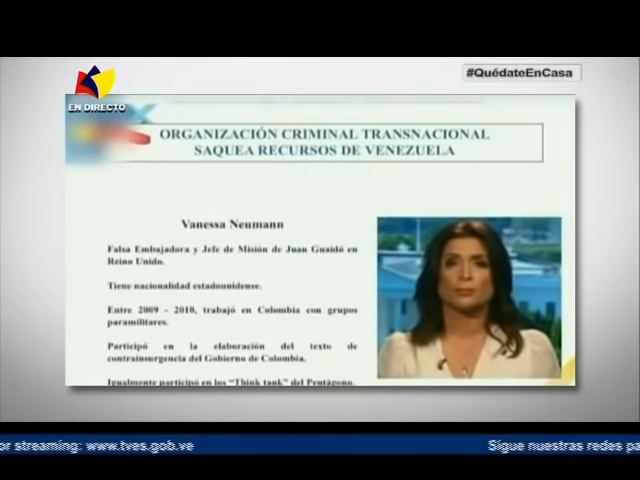 #QuédateEnCasa
EN DIRECTO
ORGANIZACIÓN CRIMINAL TRANSNACIONAL
SAQUEA RECURSOS DE VENEZUELA
Vanessa Neumann
Falsa Embajadora y Jefe de Misión de Juan Guaidó en
Reino Unido.
Tiene nacionalidad estadounidense.
Entre 2009 - 2010, trabajó en Colombia con grupos
paramilitares.
Participó en la elaboración del texto de
contrainsurgencia del Gobierno de Colombia.
Igualmente participó en los "Think tank" del Pentágono.
or streaming: www.tves.gob.ve
Sigue nuestras redes pa